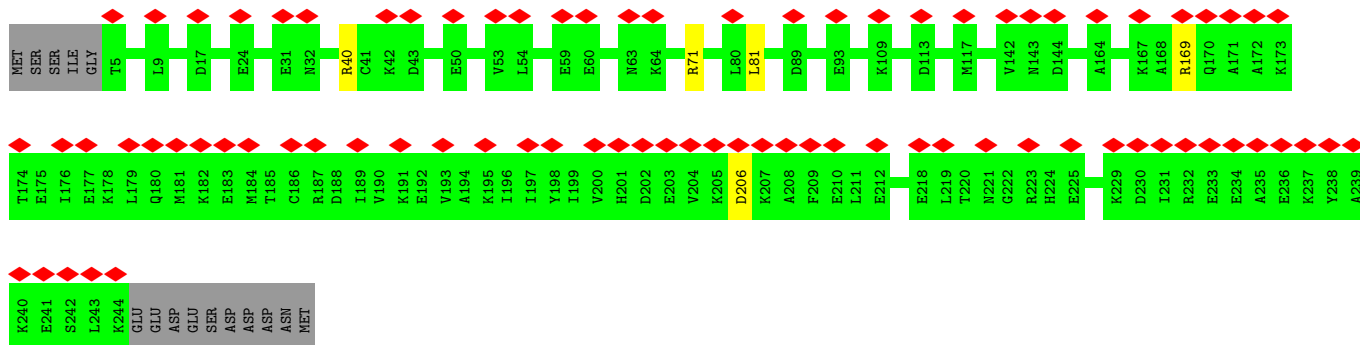 MET SER SER ILE GLY T5 L9 D17 E24 E31 N32 R40 C41 K42 D43 E50 V53 L54 E59 E60 N63 K64 R71 L80 L81 D89 E93 K109 D113 M117 V142 N143 D144 A164 K167 A168 R169 Q170 A171 A172 K173
T174 E175 I176 E177 K178 L179 Q180 M181 K182 E183 M184 T185 C186 R187 D188 I189 V190 K191 E192 V193 A194 K195 I196 I197 Y198 I199 V200 H201 D202 E203 V204 K205 D206 K207 A208 F209 E210 L211 E212 E218 L219 T220 N221 G222 R223 H224 E225 K229 D230 I231 R232 E233 E234 A235 E236 K237 Y238 A239
K240 E241 S242 L243 K244 GLU GLU ASP GLU SER ASP ASP ASP ASN MET